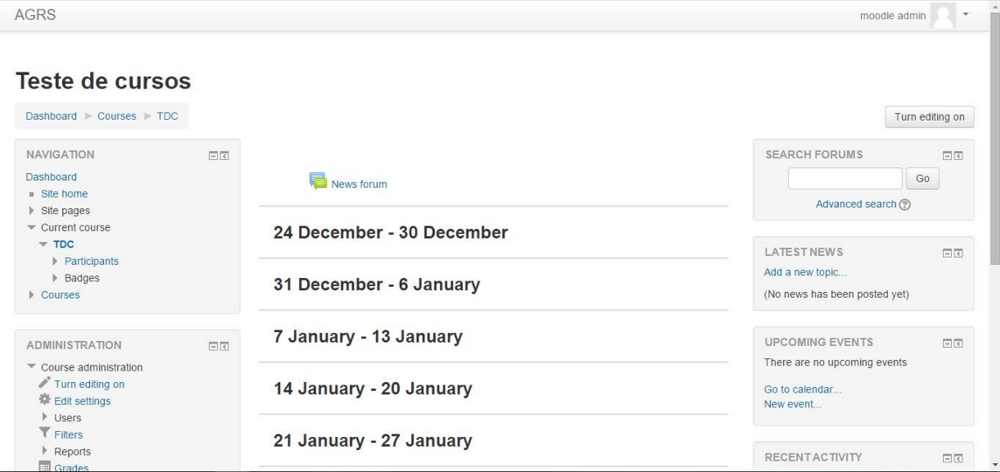 AGRS
moodle admin
Teste de cursos
Dashboard Courses TDC
Turn editing on
NAVIGATION
Dashboard
Site home
Site pages
Current course
TDC
Participants
Badges
Courses
ADMINISTRATION
Course administration
Turn editing on
Edit settings
Users
Filters
Reports
Grades
News forum
24 December - 30 December
31 December - 6 January
7 January - 13 January
14 January - 20 January
21 January - 27 January
SEARCH FORUMS
Go
Advanced search
LATEST NEWS
Add a new topic...
(No news has been posted yet)
UPCOMING EVENTS
There are no upcoming events
Go to calendar...
New event...
RECENT ACTIVITY